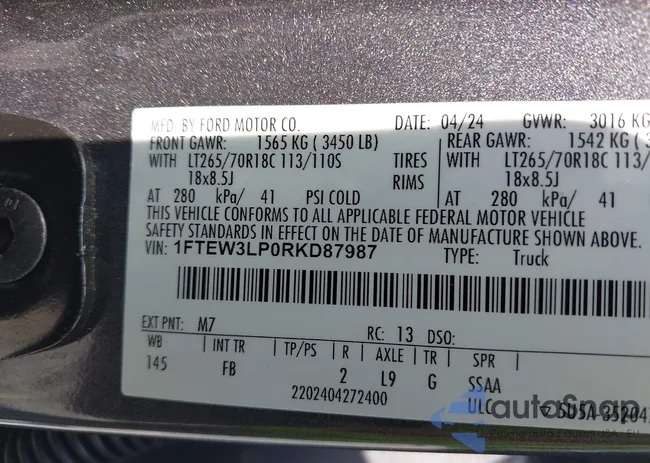 MFD. BY FORD MOTOR CO. DATE: 04/24 GVWR: 3016 KG
FRONT GAWR: 1565 KG ( 3450 LB) REAR GAWR: 1542 KG ( 3
WITH LT265/70R18C 113/110S TIRES WITH LT265/70R18C 113/
18x8.5J RIMS 18x8.5J
AT 280 kPa/ 41 PSI COLD AT 280 kPa/ 41
THIS VEHICLE CONFORMS TO ALL APPLICABLE FEDERAL MOTOR VEHICLE
SAFETY STANDARDS IN EFFECT ON THE DATE OF MANUFACTURE SHOWN ABOVE.
VIN: 1FTEW3LP0RKD87987 TYPE: Truck
EXT PNT: M7 RC: 13 DSO:
WB INT TR TP/PS R AXLE TR SPR
145 FB 2 L9 G SSAA
2202404272400 ULC 5U5A-35204
autoSnap